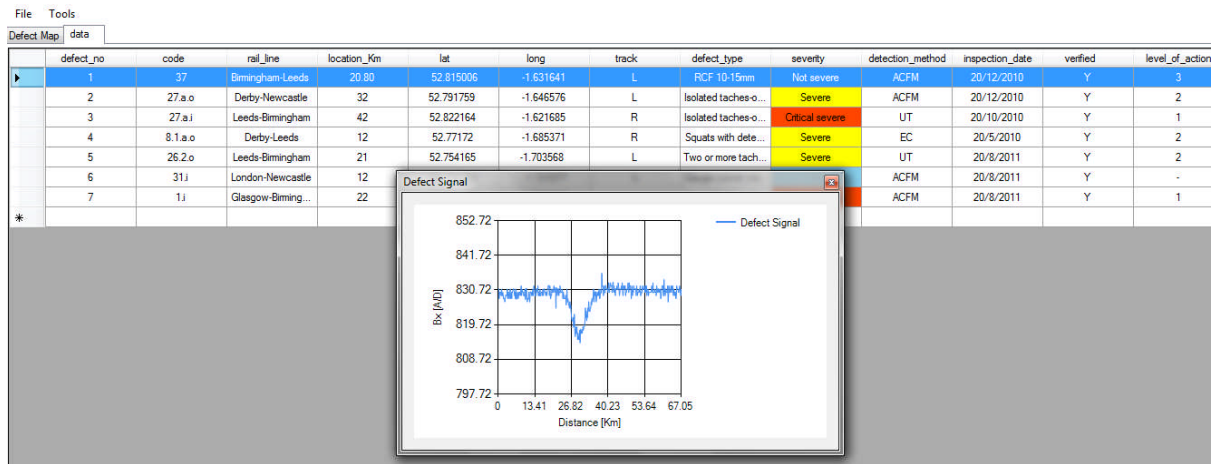 File Tools
Defect Map data
defect_no code rail_line location_Km lat long track defect_type severity detection_method inspection_date verified level_of_action
1 37 Birmingham-Leeds 20.80 52.815006 -1.631641 L RCF 10-15mm Not severe ACFM 20/12/2010 Y 3
2 27.a.o Derby-Newcastle 32 52.791759 -1.646576 L Isolated taches-o... Severe ACFM 20/12/2010 Y 2
3 27.a.i Leeds-Birmingham 42 52.822164 -1.621685 R Isolated taches-o... Critical severe UT 20/10/2010 Y 1
4 8.1.a.o Derby-Leeds 12 52.77172 -1.685371 R Squats with dete... Severe EC 20/5/2010 Y 2
5 26.2.o Leeds-Birmingham 21 52.754165 -1.703568 L Two or more tach... Severe UT 20/8/2011 Y 2
6 31.i London-Newcastle 12 ACFM 20/8/2011 Y -
7 1.i Glasgow-Birming... 22 ACFM 20/8/2011 Y 1
Defect Signal
852.72
841.72
830.72
819.72
808.72
797.72
Bx [A/D]
0 13.41 26.82 40.23 53.64 67.05
Distance [Km]
Defect Signal